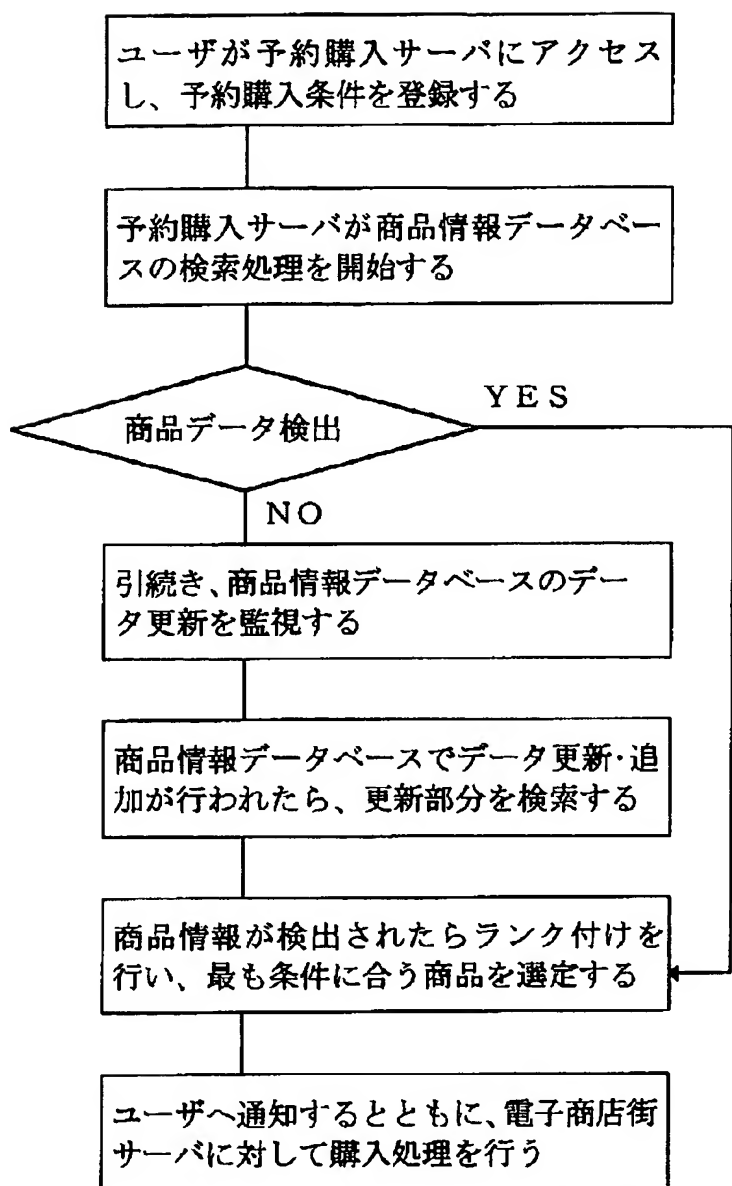 ユーザが予約購入サーバにアクセス
し、予約購入条件を登録する
予約購入サーバが商品情報データベー
スの検索処理を開始する
商品データ検出
YES
NO
引続き、商品情報データベースのデー
タ更新を監視する
商品情報データベースでデータ更新·追
加が行われたら、更新部分を検索する
商品情報が検出されたらランク付けを
行い、最も条件に合う商品を選定する
ユーザへ通知するとともに、電子商店街
サーバに対して購入処理を行う